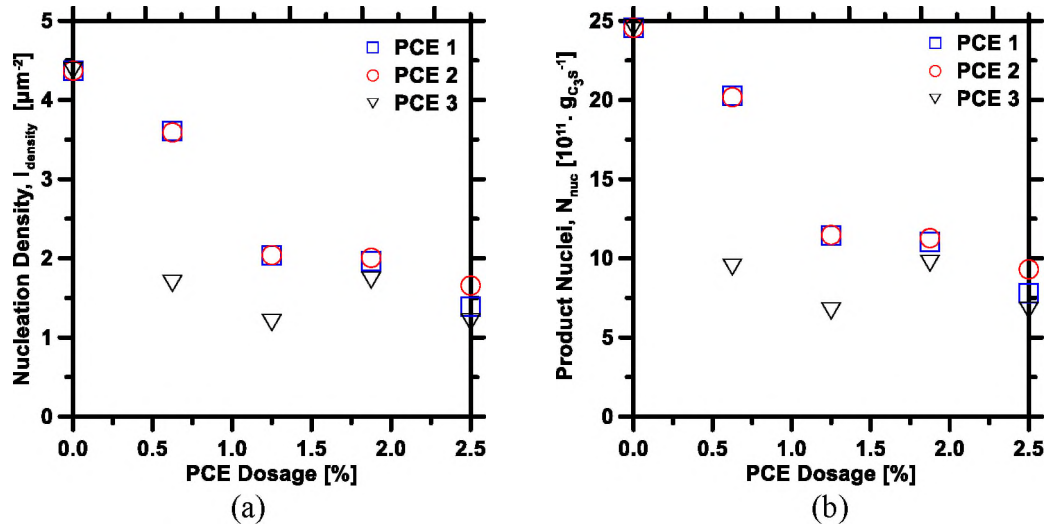 5
4
3
2
1
0
Nucleation Density, I_density [µm⁻²]
PCE 1
PCE 2
PCE 3
0.0 0.5 1.0 1.5 2.0 2.5
PCE Dosage [%]
(a)
25
20
15
10
5
0
Product Nuclei, N_nuc [10¹¹· g_C₃s⁻¹]
PCE 1
PCE 2
PCE 3
0.0 0.5 1.0 1.5 2.0 2.5
PCE Dosage [%]
(b)